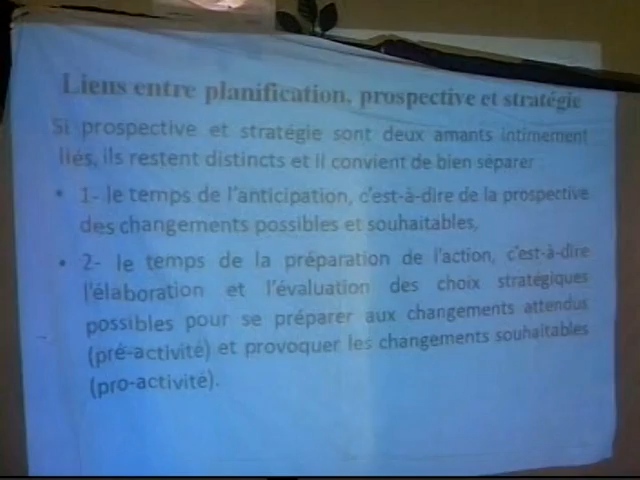 Liens entre planification, prospective et stratégie
Si prospective et stratégie sont deux amants intimement
liés, ils restent distincts et il convient de bien séparer
• 1- le temps de l'anticipation, c'est-à-dire de la prospective
des changements possibles et souhaitables,
• 2- le temps de la préparation de l'action, c'est-à-dire
l'élaboration et l'évaluation des choix stratégiques
possibles pour se préparer aux changements attendus
(pré-activité) et provoquer les changements souhaitables
(pro-activité).